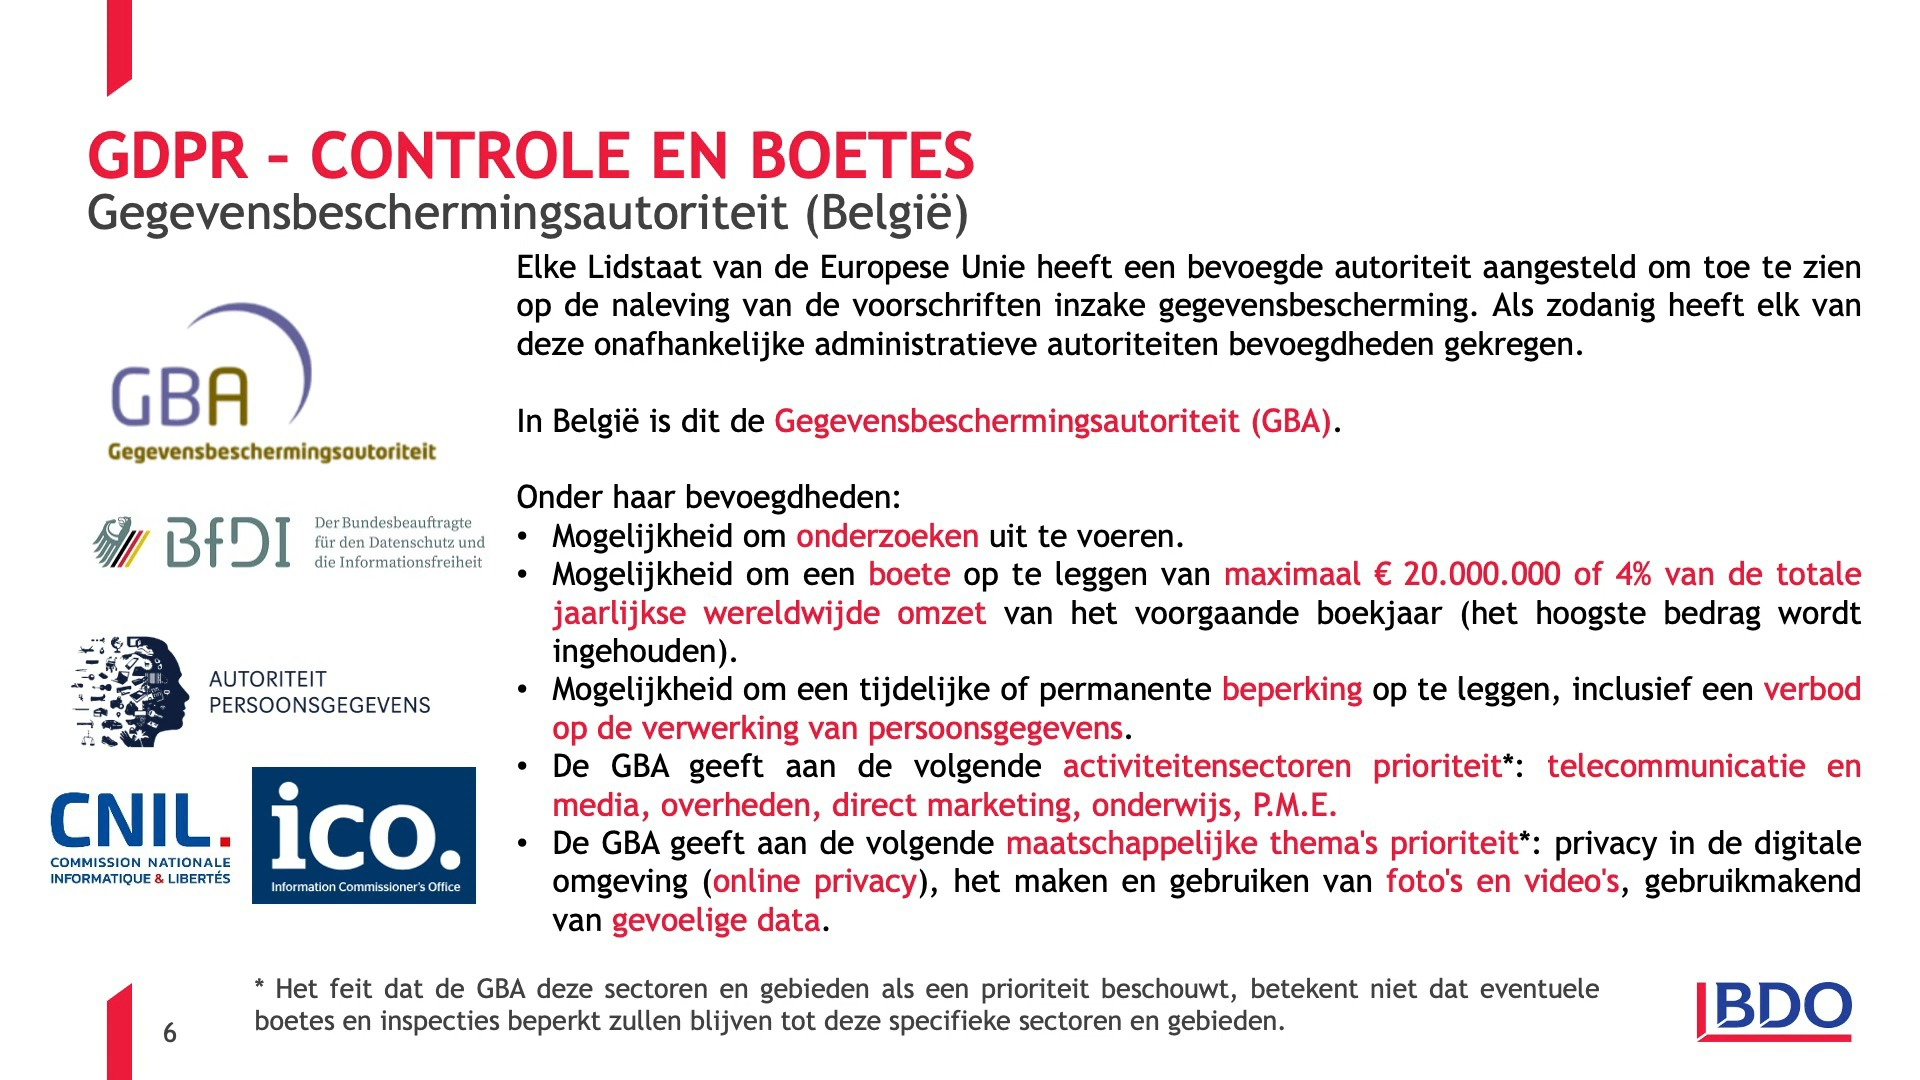 GDPR – CONTROLE EN BOETES
Gegevensbeschermingsautoriteit (België)
Elke Lidstaat van de Europese Unie heeft een bevoegde autoriteit aangesteld om toe te zien
op de naleving van de voorschriften inzake gegevensbescherming. Als zodanig heeft elk van
deze onafhankelijke administratieve autoriteiten bevoegdheden gekregen.
In België is dit de Gegevensbeschermingsautoriteit (GBA).
Onder haar bevoegdheden:
• Mogelijkheid om onderzoeken uit te voeren.
• Mogelijkheid om een boete op te leggen van maximaal € 20.000.000 of 4% van de totale
jaarlijkse wereldwijde omzet van het voorgaande boekjaar (het hoogste bedrag wordt
ingehouden).
• Mogelijkheid om een tijdelijke of permanente beperking op te leggen, inclusief een verbod
op de verwerking van persoonsgegevens.
• De GBA geeft aan de volgende activiteitensectoren prioriteit*: telecommunicatie en
media, overheden, direct marketing, onderwijs, P.M.E.
• De GBA geeft aan de volgende maatschappelijke thema's prioriteit*: privacy in de digitale
omgeving (online privacy), het maken en gebruiken van foto's en video's, gebruikmakend
van gevoelige data.
GBA
Gegevensbeschermingsautoriteit
BfDI
Der Bundesbeauftragte
für den Datenschutz und
die Informationsfreiheit
AUTORITEIT
PERSOONSGEGEVENS
CNIL.
COMMISSION NATIONALE
INFORMATIQUE & LIBERTÉS
ico.
Information Commissioner's Office
* Het feit dat de GBA deze sectoren en gebieden als een prioriteit beschouwt, betekent niet dat eventuele
boetes en inspecties beperkt zullen blijven tot deze specifieke sectoren en gebieden.
6
BDO